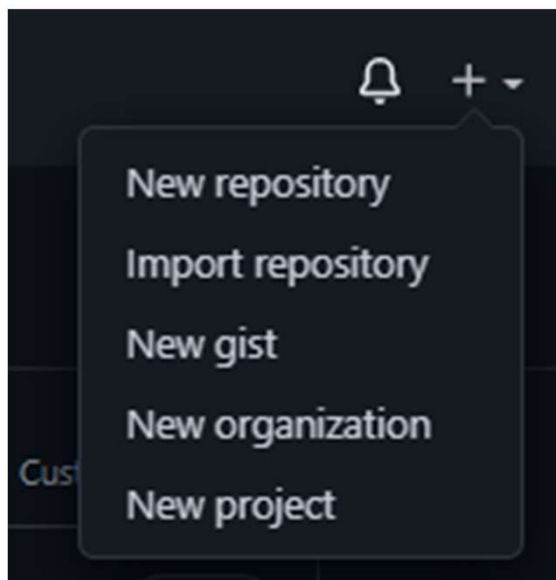 New repository
Import repository
New gist
New organization
New project